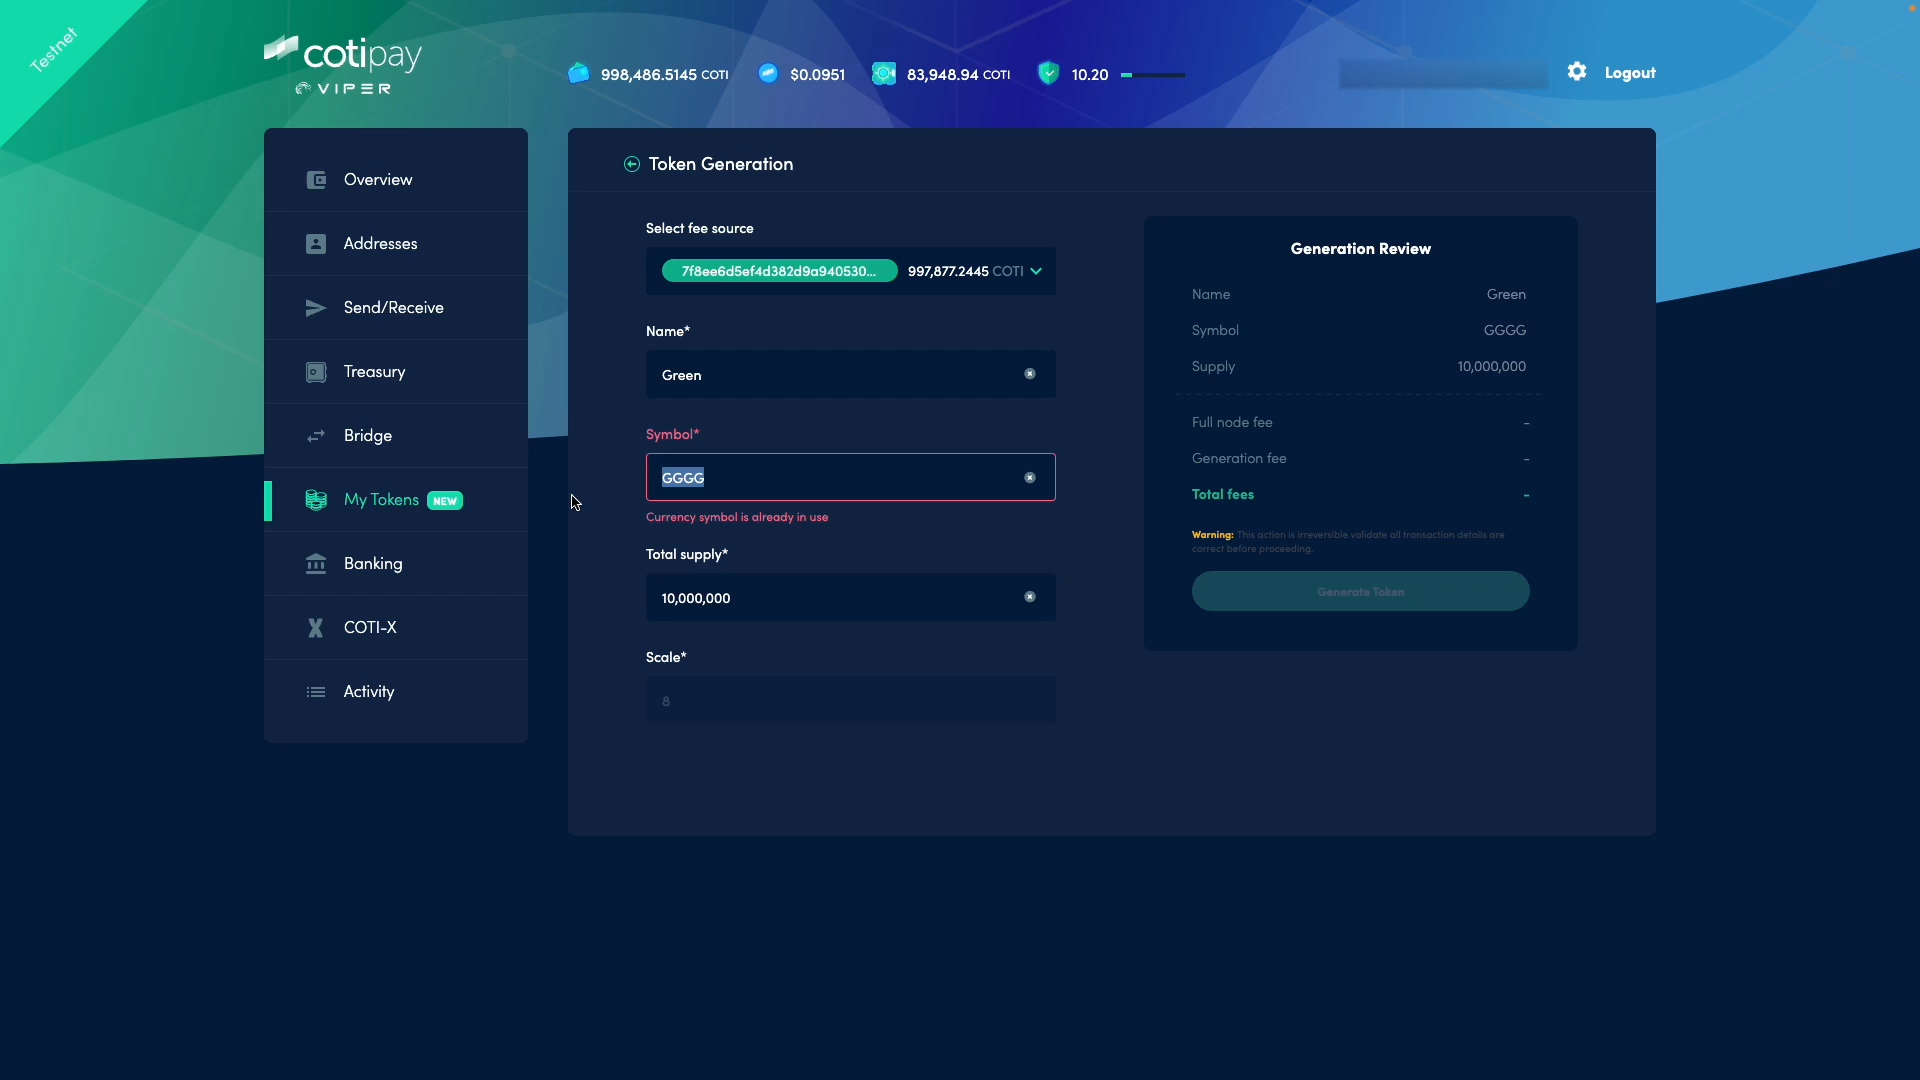 Testnet
cotipay
VIPER
998,486.5145 COTI
$0.0951
83,948.94 COTI
10.20
Logout
Overview
Addresses
Send/Receive
Treasury
Bridge
My Tokens NEW
Banking
COTI-X
Activity
Token Generation
Select fee source
7f8ee6d5ef4d382d9a940530... 997,877.2445 COTI
Name*
Green
Symbol*
GGGG
Currency symbol is already in use
Total supply*
10,000,000
Scale*
8
Generation Review
Name Green
Symbol GGGG
Supply 10,000,000
Full node fee -
Generation fee -
Total fees -
Warning: This action is irreversible validate all transaction details are
correct before proceeding.
Generate Token